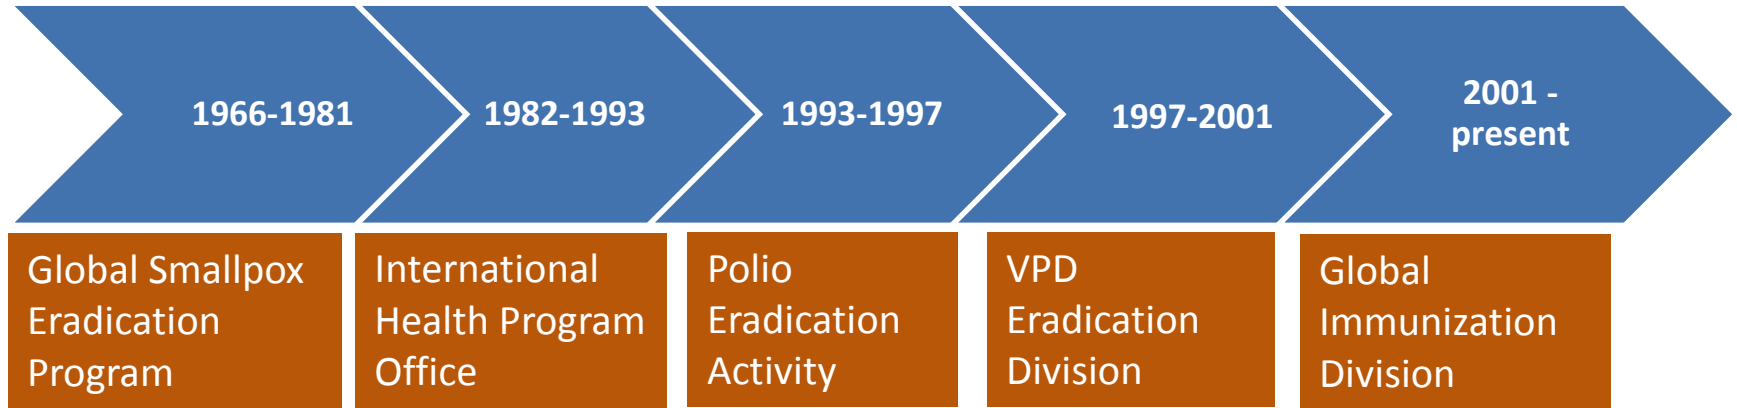 1966-1981
1982-1993
1993-1997
1997-2001
2001 -
present
Global Smallpox
Eradication
Program
International
Health Program
Office
Polio
Eradication
Activity
VPD
Eradication
Division
Global
Immunization
Division